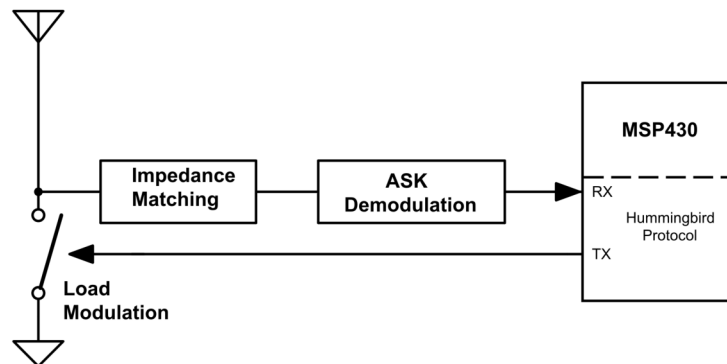 MSP430
Impedance
Matching
ASK
Demodulation
RX
Hummingbird
Protocol
TX
Load
Modulation